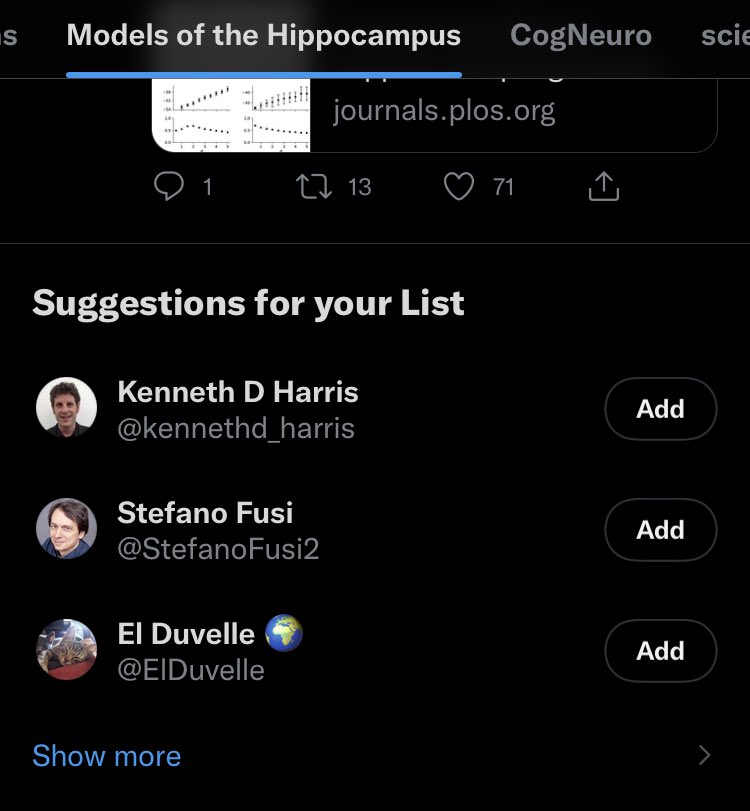 s
Models of the Hippocampus
CogNeuro
scie
journals.plos.org
1
13
71
Suggestions for your List
Kenneth D Harris
@kennethd_harris
Add
Stefano Fusi
@StefanoFusi2
Add
El Duvelle 🌍
@ElDuvelle
Add
Show more